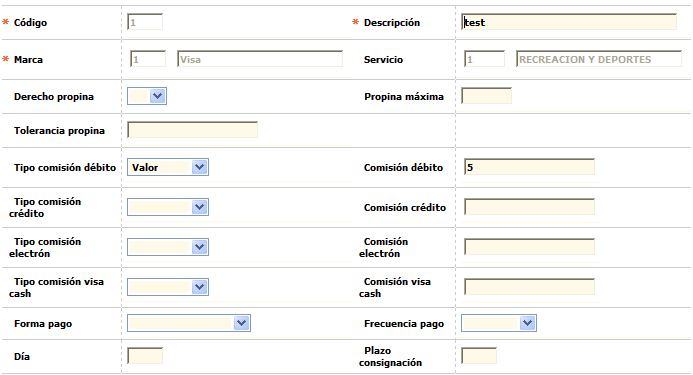 * Código 1 * Descripción test
* Marca 1 Visa Servicio 1 RECREACION Y DEPORTES
Derecho propina Propina máxima
Tolerancia propina
Tipo comisión débito Valor Comisión débito 5
Tipo comisión
crédito
Comisión crédito
Tipo comisión
electrón
Comisión
electrón
Tipo comisión visa
cash
Comisión visa
cash
Forma pago Frecuencia pago
Día
Plazo
consignación